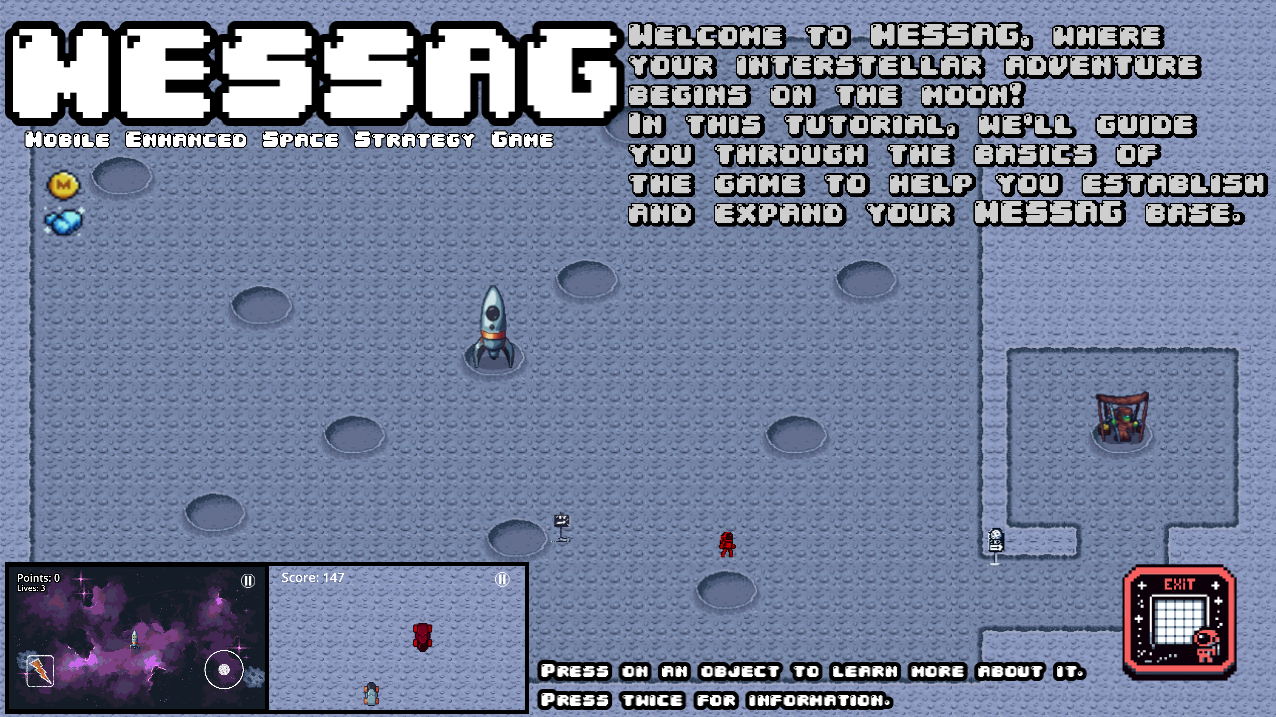 MESSAG
Mobile Enhanced Space Strategy Game
Welcome to MESSAG, where
your interstellar adventure
begins on the moon!
In this tutorial, we'll guide
you through the basics of
the game to help you establish
and expand your MESSAG base.
M
Points: 0
Lives: 3
Score: 147
EXIT
Press on an object to learn more about it.
Press twice for information.